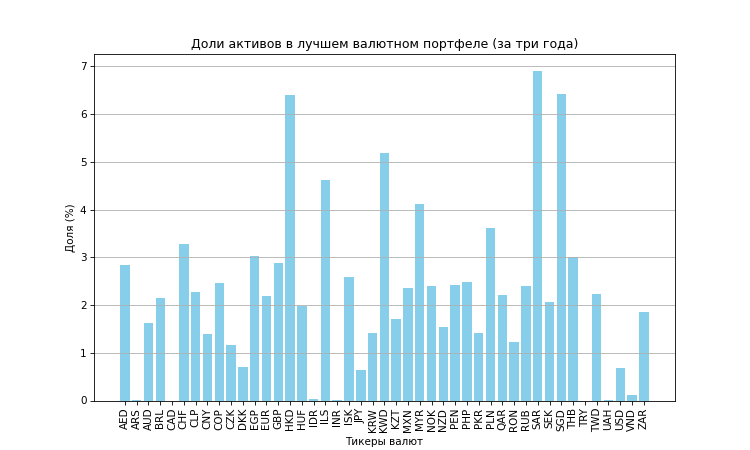 Доли активов в лучшем валютном портфеле (за три года)
Доля (%)
7
6
5
4
3
2
1
0
AED ARS AUD BRL CAD CHF CLP CNY COP CZK DKK EGP EUR GBP HKD HUF IDR ILS INR ISK JPY KRW KWD KZT MXN MYR NOK NZD PEN PHP PKR PLN QAR RON RUB SAR SEK SGD THB TRY TWD UAH USD VND ZAR
Тикеры валют